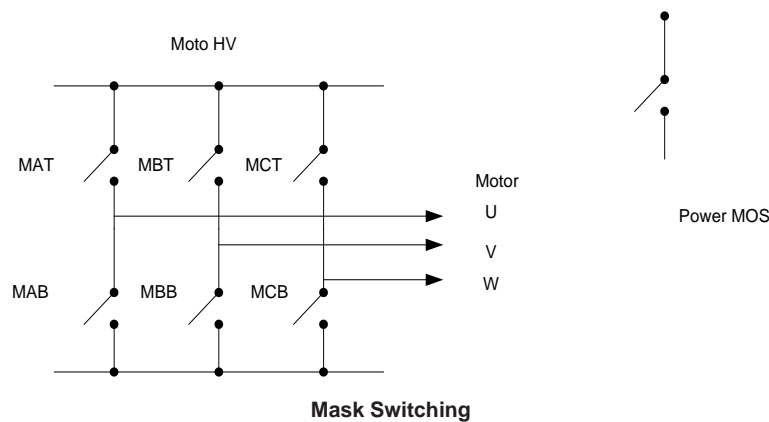 Moto HV
MAT MBT MCT
Motor
U
Power MOS
V
W
MAB MBB MCB
Mask Switching